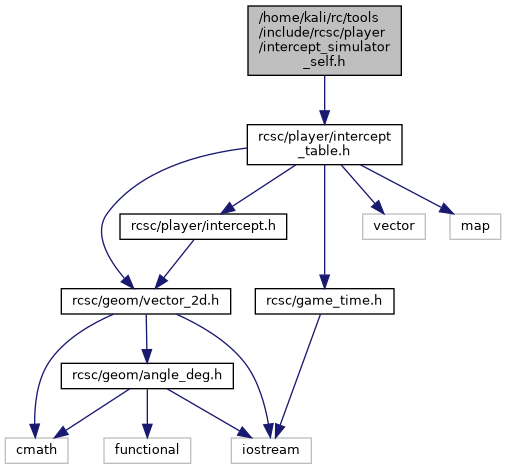 /home/kali/rc/tools
/include/rcsc/player
/intercept_simulator
_self.h
rcsc/player/intercept
_table.h
rcsc/player/intercept.h
vector
map
rcsc/geom/vector_2d.h
rcsc/game_time.h
rcsc/geom/angle_deg.h
cmath
functional
iostream